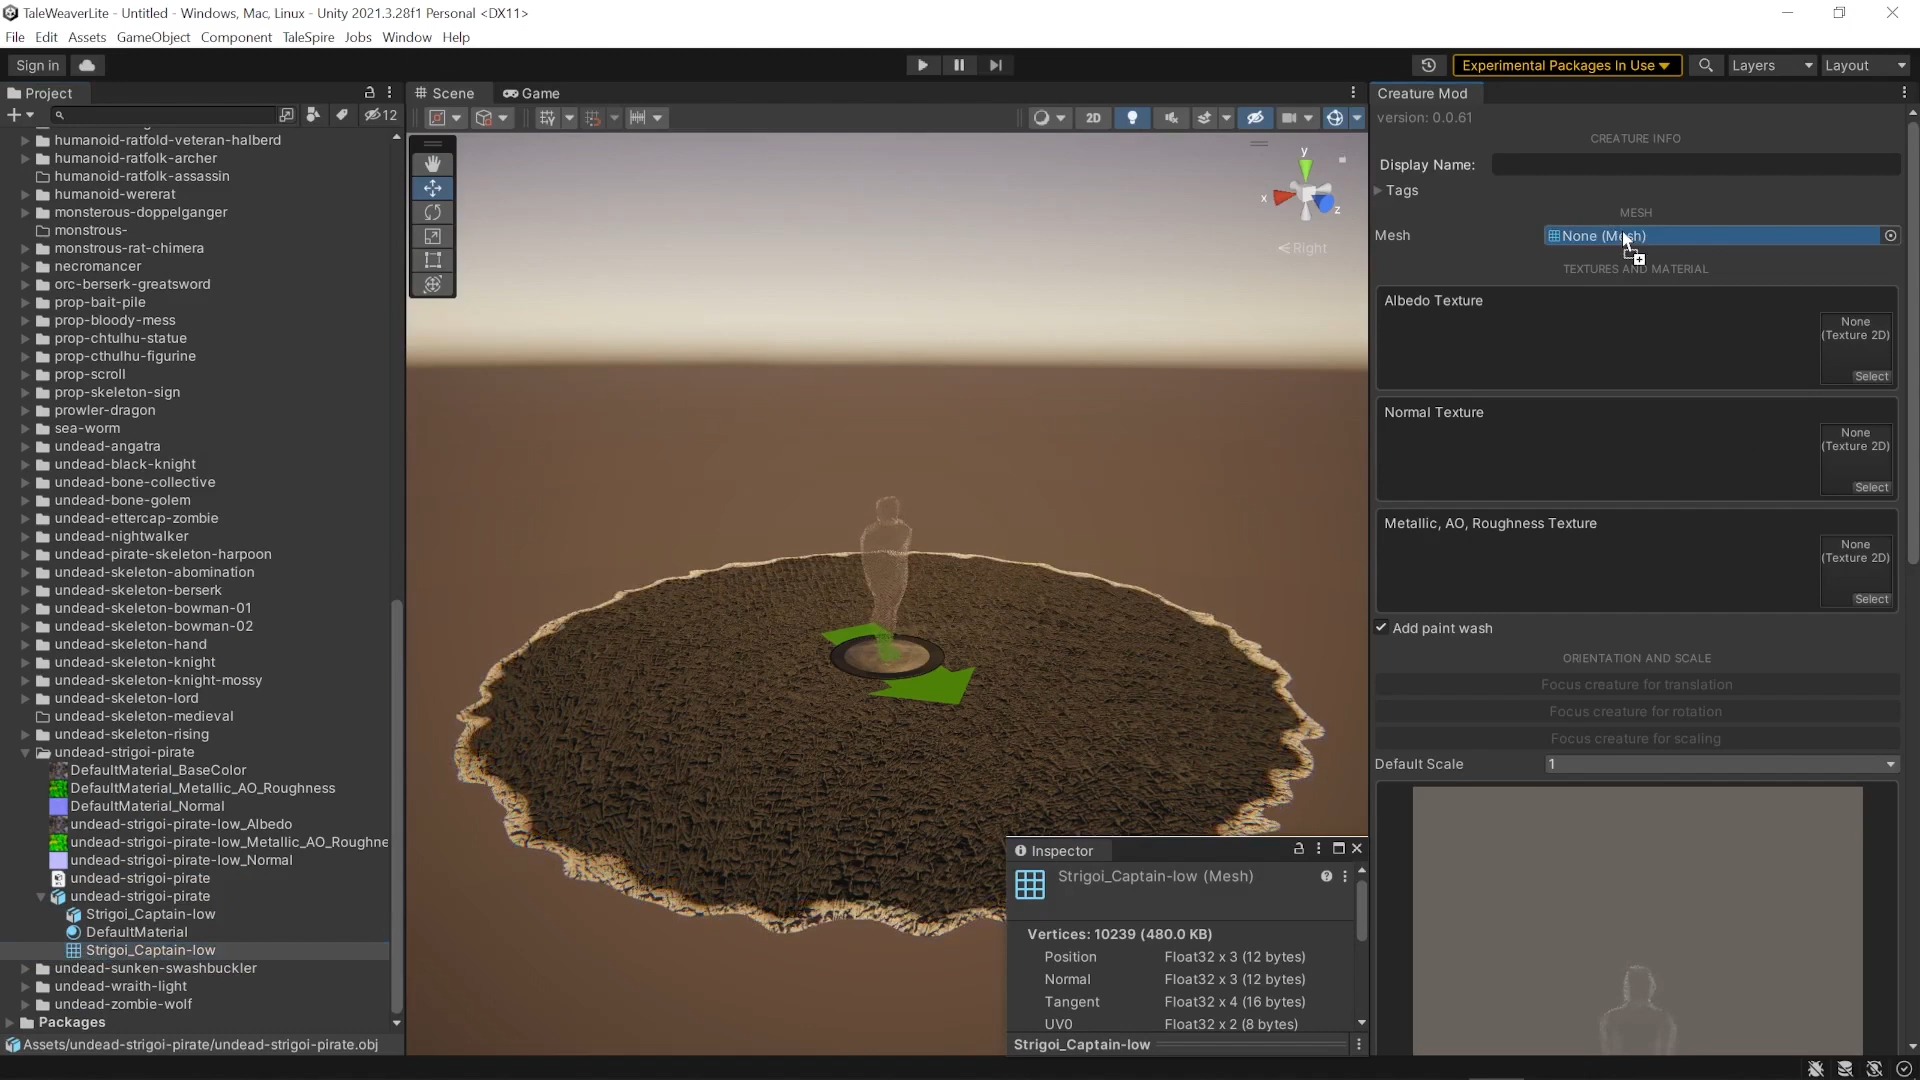 TaleWeaverLite - Untitled - Windows, Mac, Linux - Unity 2021.3.28f1 Personal <DX11>
File Edit Assets GameObject Component TaleSpire Jobs Window Help
Sign in
Experimental Packages In Use
Layers
Layout
Project
12
humanoid-ratfold-veteran-halberd
humanoid-ratfolk-archer
humanoid-ratfolk-assassin
humanoid-wererat
monsterous-doppelganger
monstrous-
monstrous-rat-chimera
necromancer
orc-berserk-greatsword
prop-bait-pile
prop-bloody-mess
prop-chtulhu-statue
prop-cthulhu-figurine
prop-scroll
prop-skeleton-sign
prowler-dragon
sea-worm
undead-angatra
undead-black-knight
undead-bone-collective
undead-bone-golem
undead-ettercap-zombie
undead-nightwalker
undead-pirate-skeleton-harpoon
undead-skeleton-abomination
undead-skeleton-berserk
undead-skeleton-bowman-01
undead-skeleton-bowman-02
undead-skeleton-hand
undead-skeleton-knight
undead-skeleton-knight-mossy
undead-skeleton-lord
undead-skeleton-medieval
undead-skeleton-rising
undead-strigoi-pirate
DefaultMaterial_BaseColor
DefaultMaterial_Metallic_AO_Roughness
DefaultMaterial_Normal
undead-strigoi-pirate-low_Albedo
undead-strigoi-pirate-low_Metallic_AO_Roughne
undead-strigoi-pirate-low_Normal
undead-strigoi-pirate
undead-strigoi-pirate
Strigoi_Captain-low
DefaultMaterial
Strigoi_Captain-low
undead-sunken-swashbuckler
undead-wraith-light
undead-zombie-wolf
Packages
Assets/undead-strigoi-pirate/undead-strigoi-pirate.obj
Scene
Game
2D
y
x
z
Right
Inspector
Strigoi_Captain-low (Mesh)
Vertices: 10239 (480.0 KB)
Position Float32 x 3 (12 bytes)
Normal Float32 x 3 (12 bytes)
Tangent Float32 x 4 (16 bytes)
UV0 Float32 x 2 (8 bytes)
Strigoi_Captain-low
Creature Mod
version: 0.0.61
CREATURE INFO
Display Name:
Tags
MESH
Mesh
None (Mesh)
TEXTURES AND MATERIAL
Albedo Texture
None
(Texture 2D)
Select
Normal Texture
None
(Texture 2D)
Select
Metallic, AO, Roughness Texture
None
(Texture 2D)
Select
Add paint wash
ORIENTATION AND SCALE
Focus creature for translation
Focus creature for rotation
Focus creature for scaling
Default Scale 1